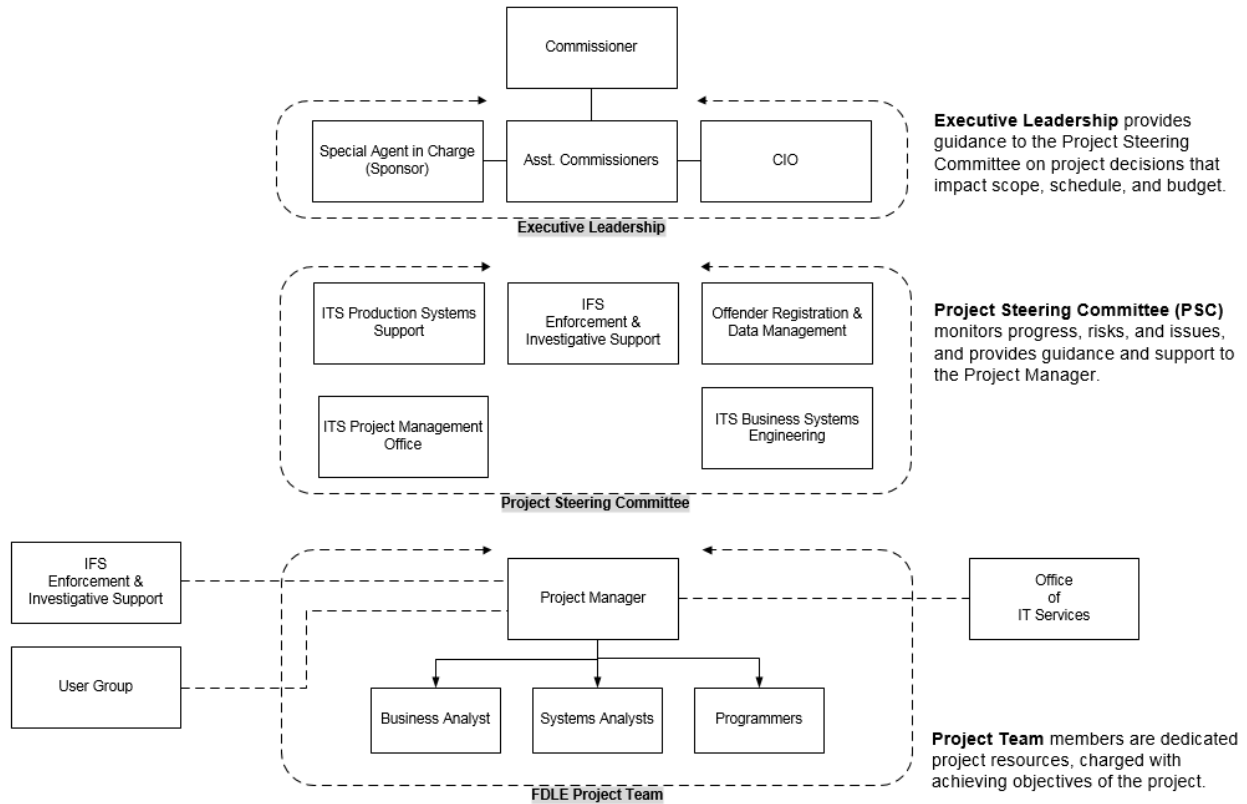 Commissioner
Special Agent in Charge
(Sponsor)
Asst. Commissioners
CIO
Executive Leadership
Executive Leadership provides
guidance to the Project Steering
Committee on project decisions that
impact scope, schedule, and budget.
ITS Production Systems
Support
IFS
Enforcement &
Investigative Support
Offender Registration &
Data Management
ITS Project Management
Office
ITS Business Systems
Engineering
Project Steering Committee
Project Steering Committee (PSC)
monitors progress, risks, and issues,
and provides guidance and support to
the Project Manager.
IFS
Enforcement &
Investigative Support
User Group
Project Manager
Office
of
IT Services
Business Analyst
Systems Analysts
Programmers
FDLE Project Team
Project Team members are dedicated
project resources, charged with
achieving objectives of the project.